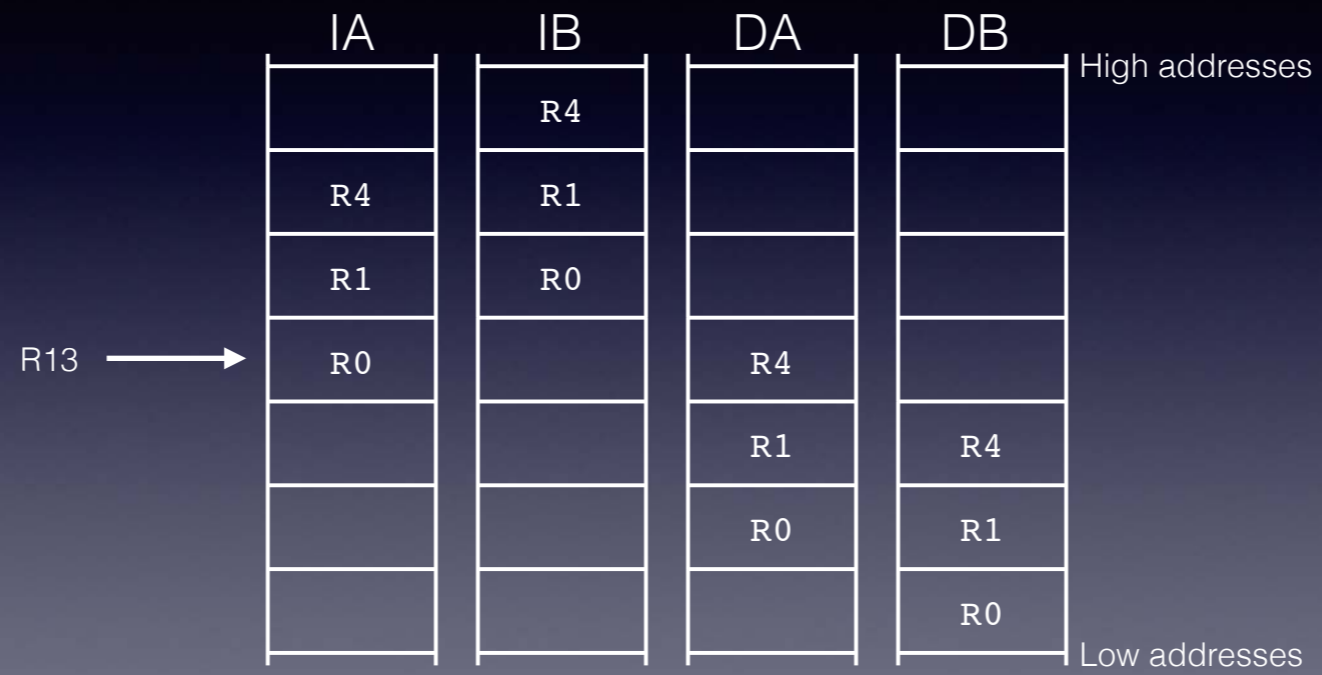 IA IB DA DB
High addresses
R4
R4 R1
R1 R0
R13 R0 R4
R1 R4
R0 R1
R0
Low addresses